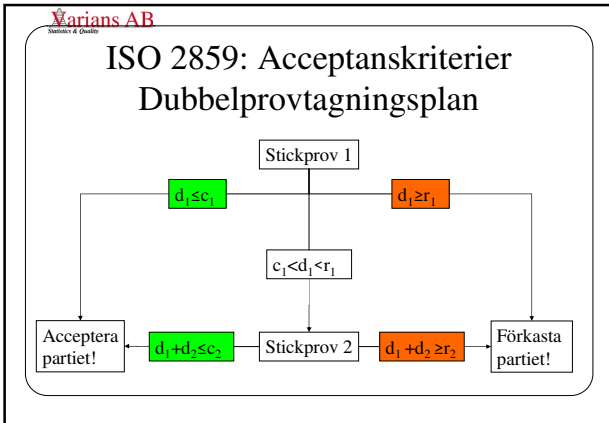 Varians AB
Statistics & Quality
ISO 2859: Acceptanskriterier
Dubbelprovtagningsplan
Stickprov 1
d₁≤c₁
d₁≥r₁
c₁<d₁<r₁
Acceptera
partiet!
d₁+d₂≤c₂
Stickprov 2
d₁+d₂≥r₂
Förkasta
partiet!